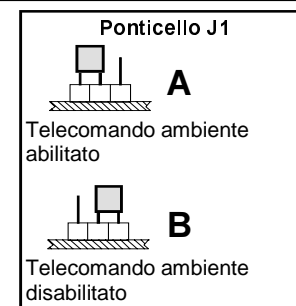 Ponticello J1
A
Telecomando ambiente
abilitato
B
Telecomando ambiente
disabilitato